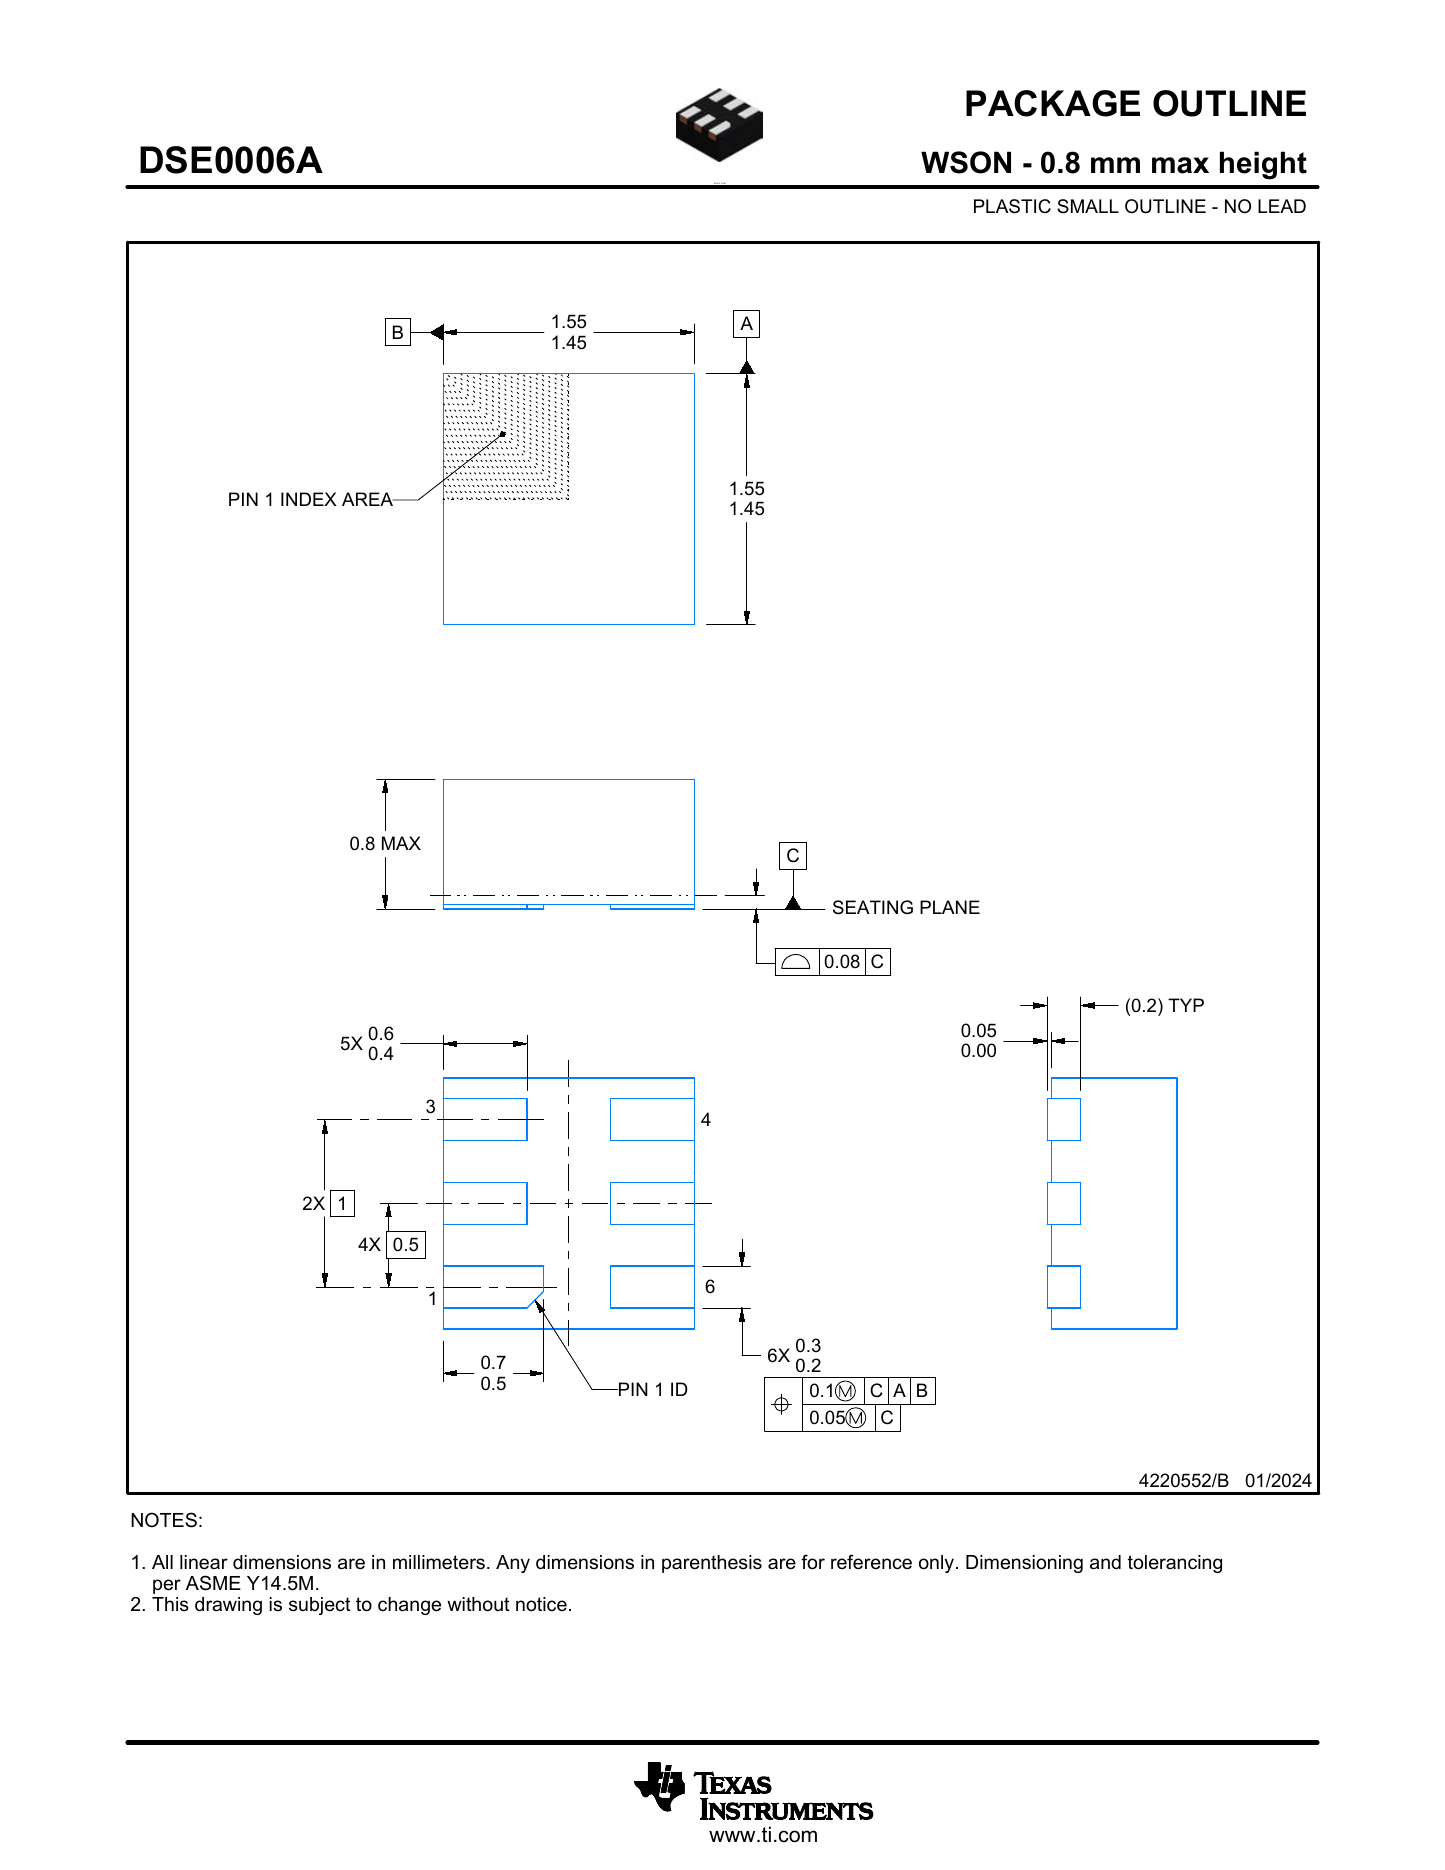 PACKAGE OUTLINE
DSE0006A
WSON - 0.8 mm max height
PLASTIC SMALL OUTLINE - NO LEAD
B
1.55
1.45
A
1.55
1.45
PIN 1 INDEX AREA
0.8 MAX
C
SEATING PLANE
0.08 C
(0.2) TYP
0.05
0.00
5X 0.6
0.4
3
4
2X 1
4X 0.5
1
6
0.7
0.5
PIN 1 ID
6X 0.3
0.2
0.1Ⓜ C A B
0.05Ⓜ C
4220552/B 01/2024
NOTES:
1. All linear dimensions are in millimeters. Any dimensions in parenthesis are for reference only. Dimensioning and tolerancing
per ASME Y14.5M.
2. This drawing is subject to change without notice.
TEXAS
INSTRUMENTS
www.ti.com